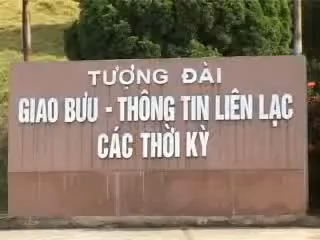 TƯỢNG ĐÀI
GIAO BƯU - THÔNG TIN LIÊN LẠC
CÁC THỜI KỲ